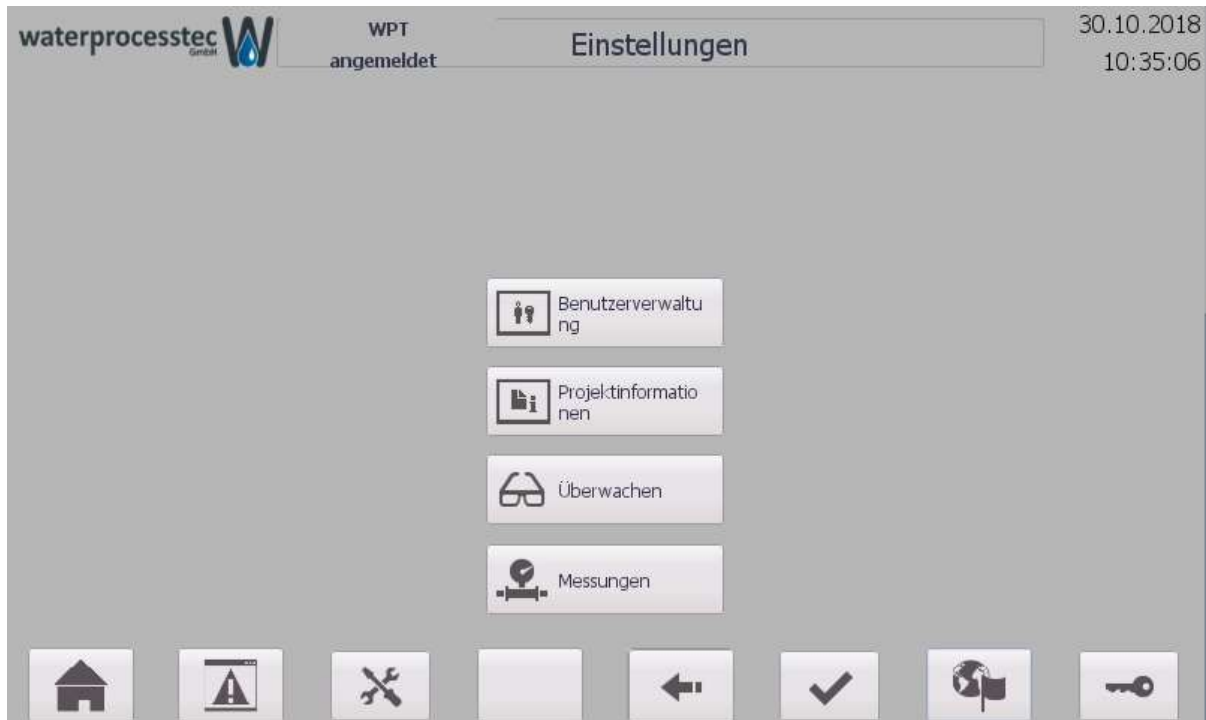 waterprocesstec
GmbH
WPT
angemeldet
Einstellungen
30.10.2018
10:35:06
Benutzerverwaltu
ng
Projektinformatio
nen
Überwachen
Messungen